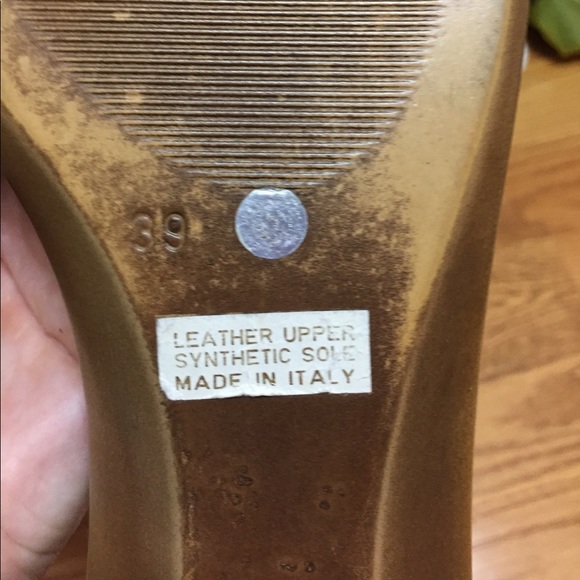 39
LEATHER UPPER
SYNTHETIC SOLE
MADE IN ITALY